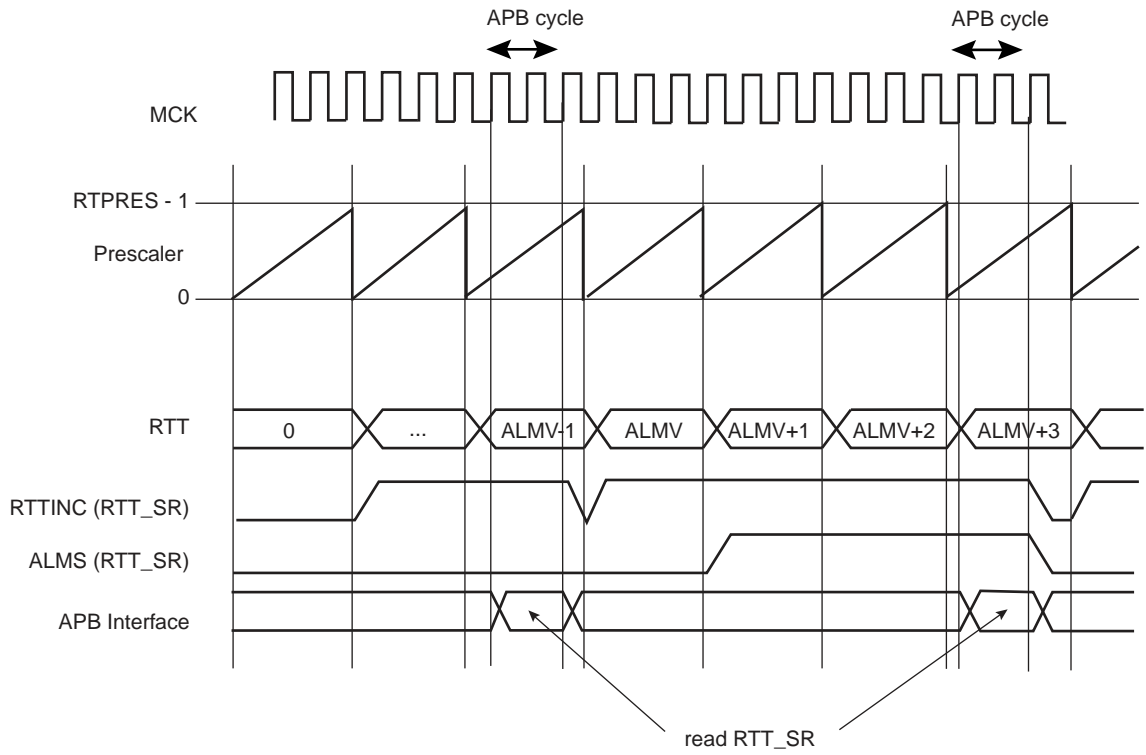 APB cycle
APB cycle
MCK
RTPRES - 1
Prescaler
0
RTT
0
...
ALMV-1
ALMV
ALMV+1
ALMV+2
ALMV+3
RTTINC (RTT_SR)
ALMS (RTT_SR)
APB Interface
read RTT_SR